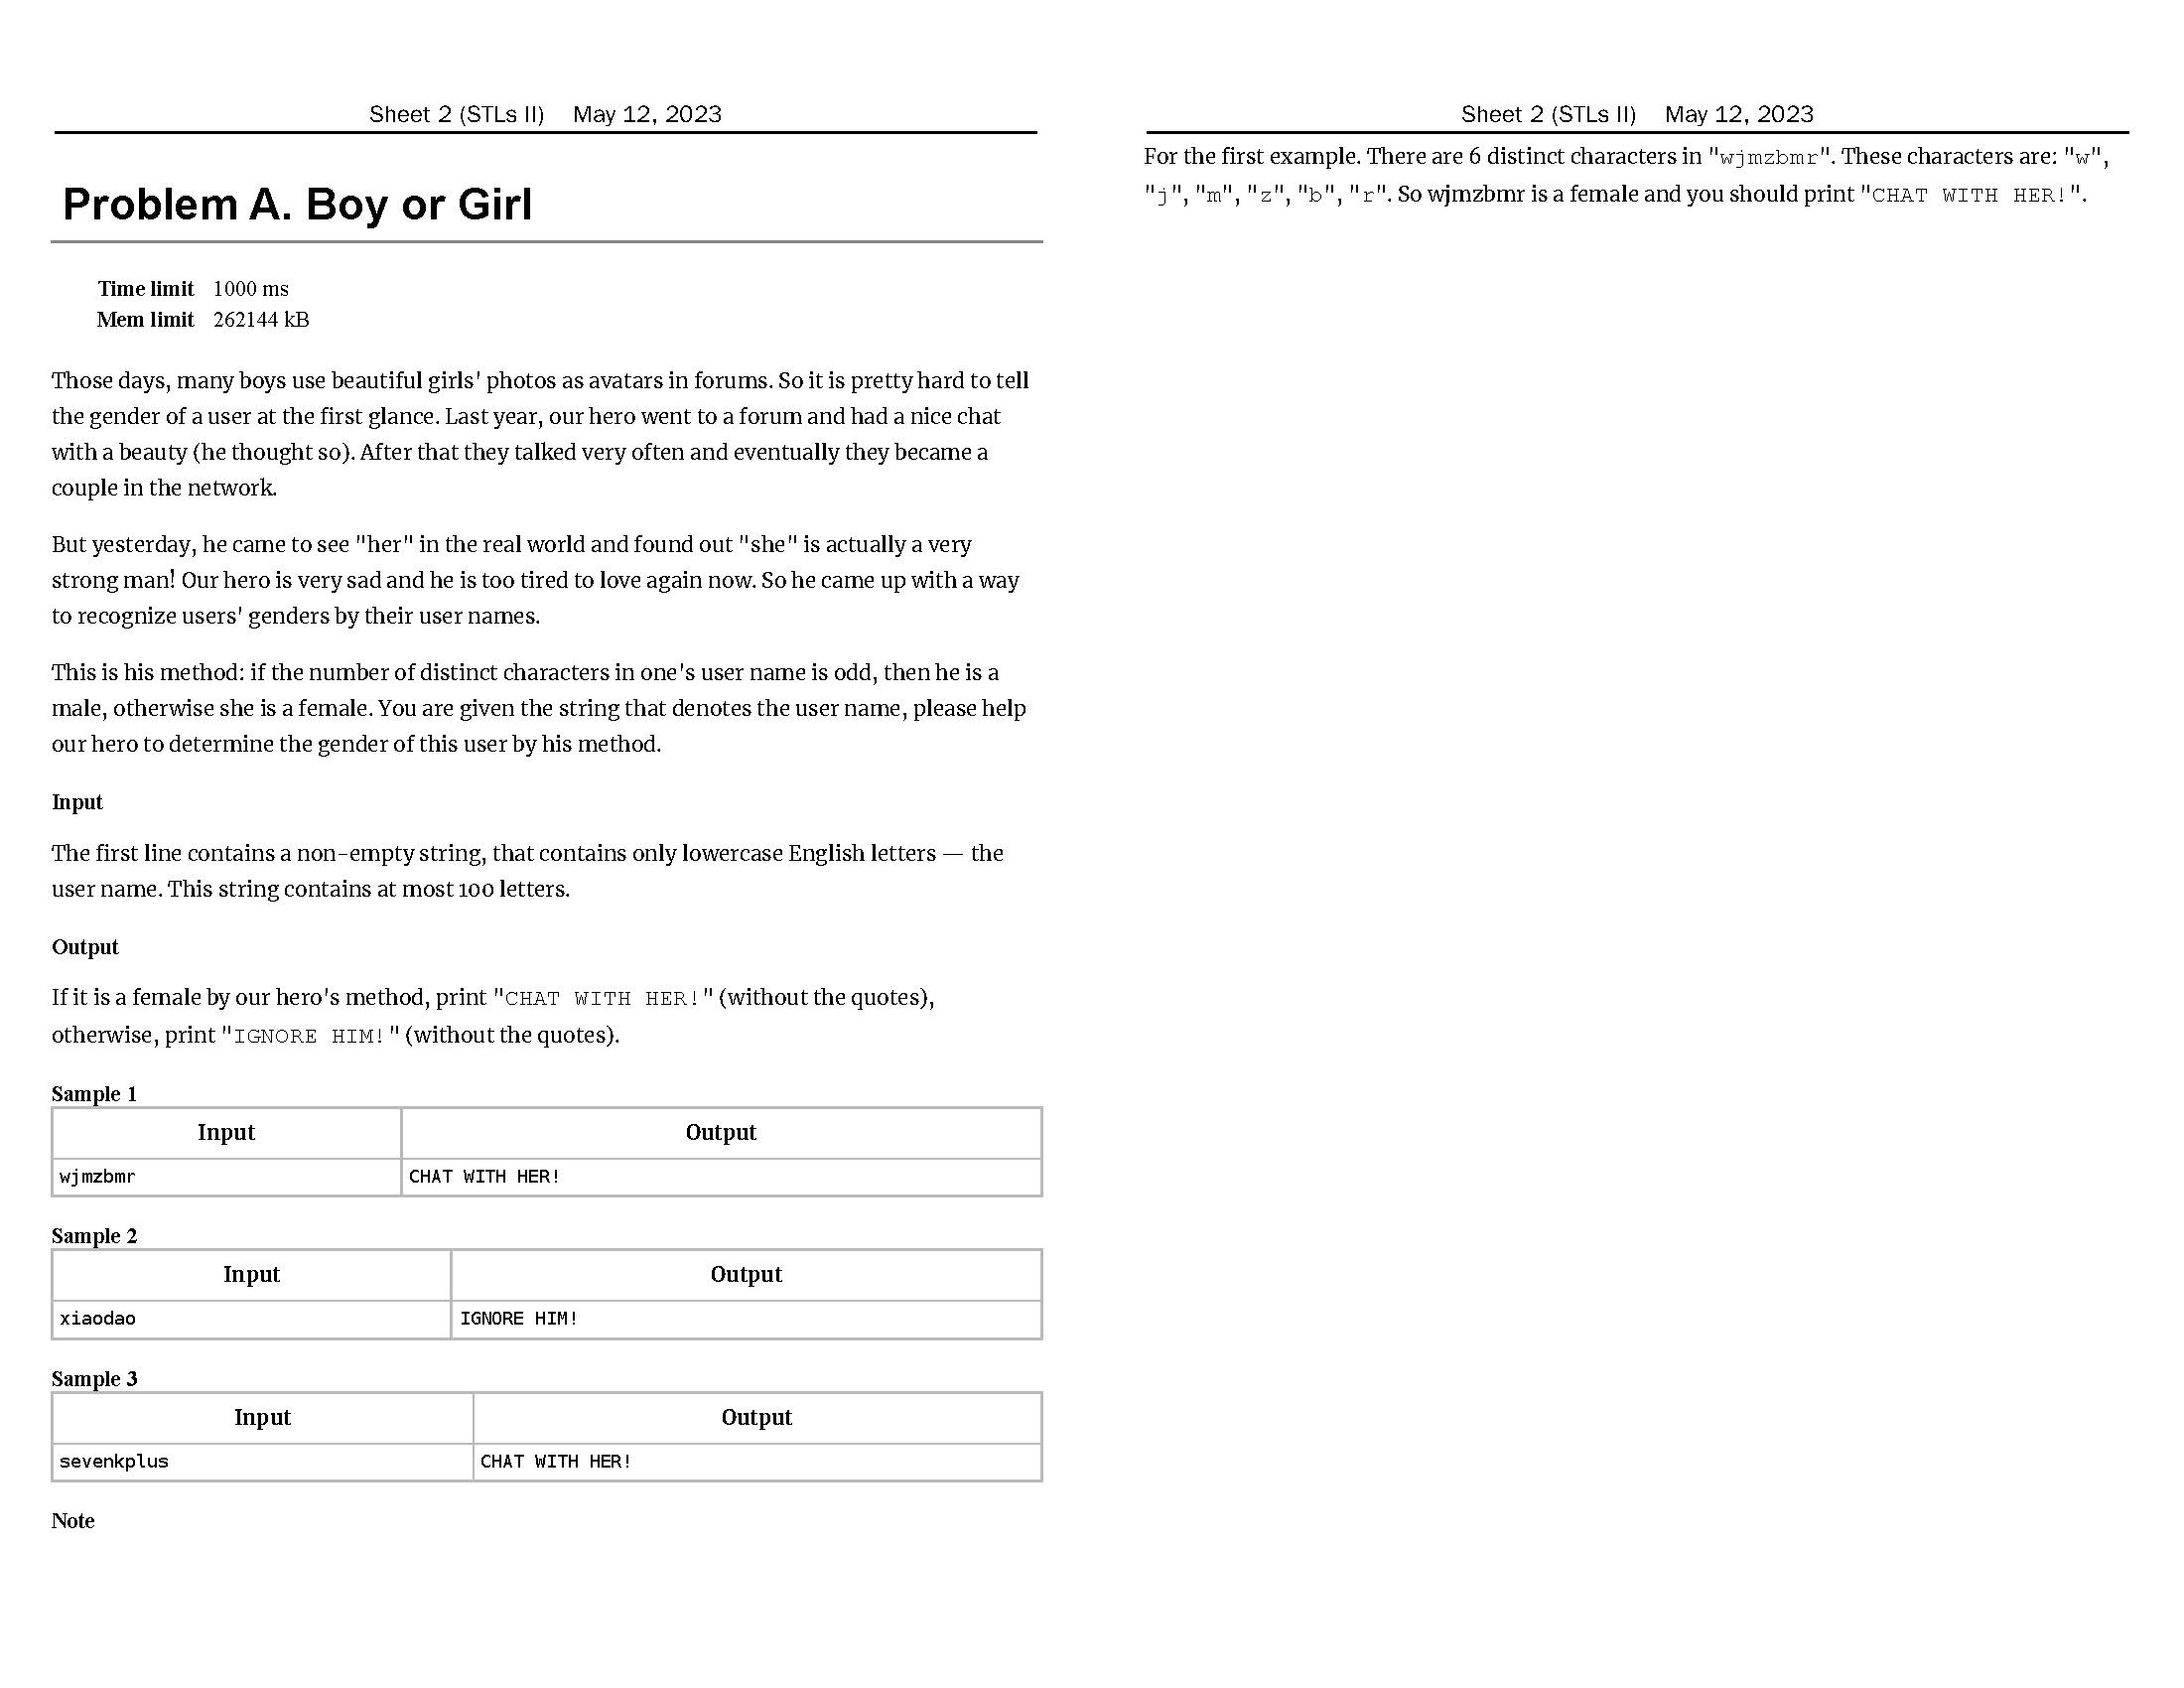 Sheet 2 (STLs II) May 12, 2023
Problem A. Boy or Girl
Time limit 1000 ms
Mem limit 262144 kB
Those days, many boys use beautiful girls' photos as avatars in forums. So it is pretty hard to tell
the gender of a user at the first glance. Last year, our hero went to a forum and had a nice chat
with a beauty (he thought so). After that they talked very often and eventually they became a
couple in the network.
But yesterday, he came to see "her" in the real world and found out "she" is actually a very
strong man! Our hero is very sad and he is too tired to love again now. So he came up with a way
to recognize users' genders by their user names.
This is his method: if the number of distinct characters in one's user name is odd, then he is a
male, otherwise she is a female. You are given the string that denotes the user name, please help
our hero to determine the gender of this user by his method.
Input
The first line contains a non-empty string, that contains only lowercase English letters — the
user name. This string contains at most 100 letters.
Output
If it is a female by our hero's method, print "CHAT WITH HER!" (without the quotes),
otherwise, print "IGNORE HIM!" (without the quotes).
Sample 1
Input Output
wjmzbmr CHAT WITH HER!
Sample 2
Input Output
xiaodao IGNORE HIM!
Sample 3
Input Output
sevenkplus CHAT WITH HER!
Note
Sheet 2 (STLs II) May 12, 2023
For the first example. There are 6 distinct characters in "wjmzbmr". These characters are: "w",
"j", "m", "z", "b", "r". So wjmzbmr is a female and you should print "CHAT WITH HER!".